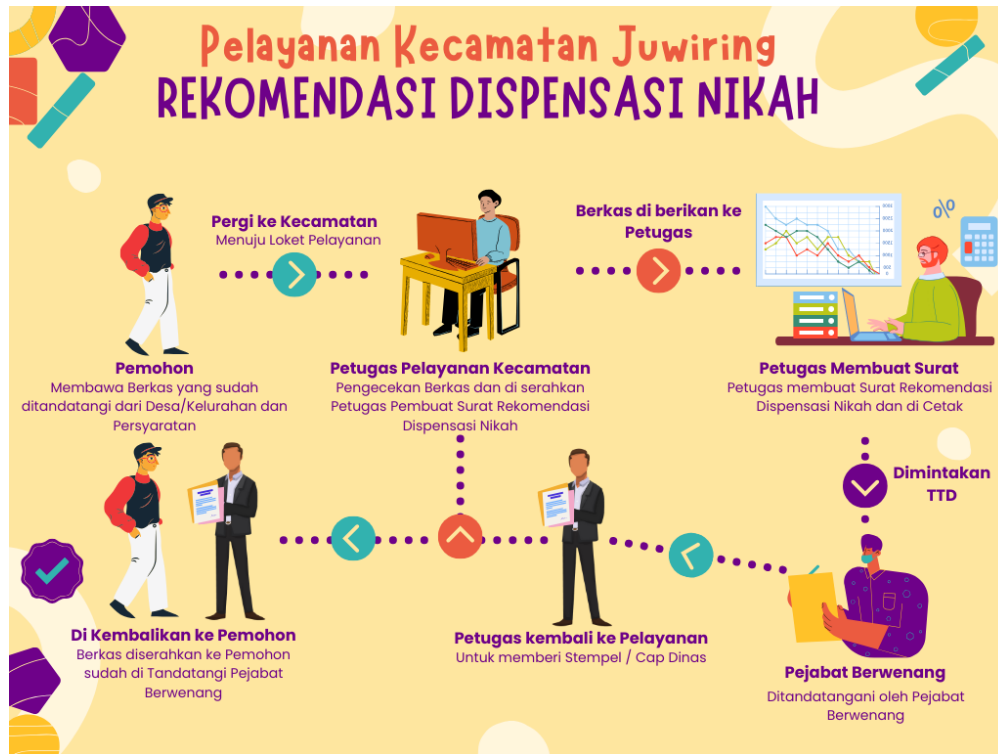 Pelayanan Kecamatan Juwiring
REKOMENDASI DISPENSASI NIKAH
Pergi ke Kecamatan
Menuju Loket Pelayanan
Berkas di berikan ke
Petugas
Pemohon
Membawa Berkas yang sudah
ditandatangi dari Desa/Kelurahan dan
Persyaratan
Petugas Pelayanan Kecamatan
Pengecekan Berkas dan di serahkan
Petugas Pembuat Surat Rekomendasi
Dispensasi Nikah
Petugas Membuat Surat
Petugas membuat Surat Rekomendasi
Dispensasi Nikah dan di Cetak
Dimintakan
TTD
Pejabat Berwenang
Ditandatangani oleh Pejabat
Berwenang
Petugas kembali ke Pelayanan
Untuk memberi Stempel / Cap Dinas
Di Kembalikan ke Pemohon
Berkas diserahkan ke Pemohon
sudah di Tandatangi Pejabat
Berwenang
%